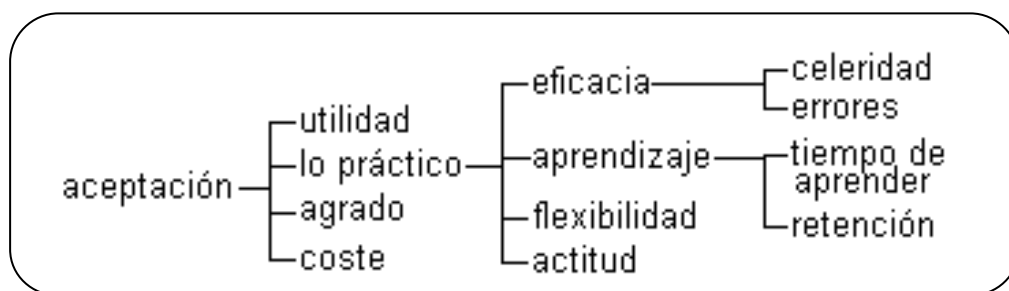 aceptación
utilidad
lo práctico
agrado
coste
eficacia
aprendizaje
flexibilidad
actitud
celeridad
errores
tiempo de
aprender
retención